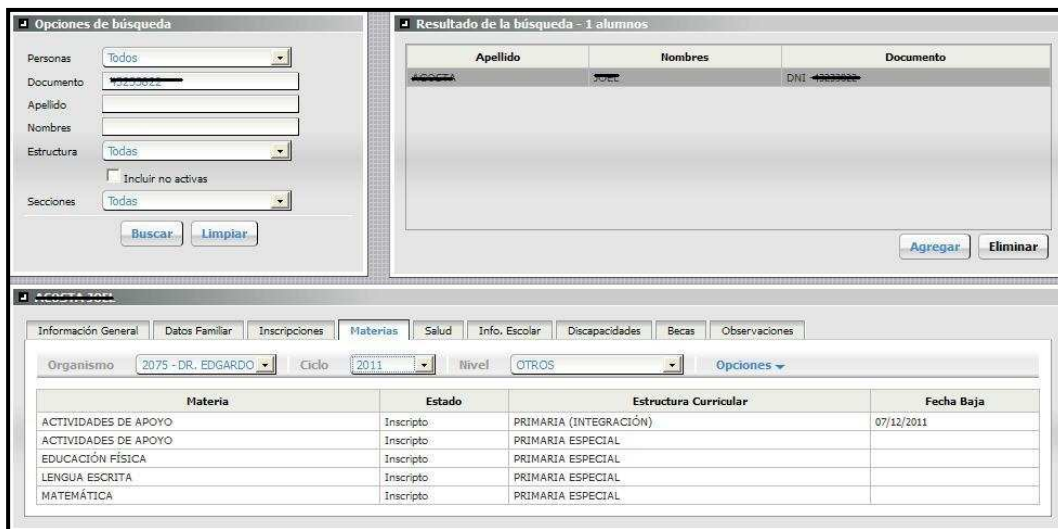 Opciones de búsqueda
Personas Todos
Documento
Apellido
Nombres
Estructura Todas
Incluir no activas
Secciones Todas
Buscar Limpiar
Resultado de la búsqueda - 1 alumnos
Apellido Nombres Documento
DNI
Agregar Eliminar
Información General Datos Familiar Inscripciones Materias Salud Info. Escolar Discapacidades Becas Observaciones
Organismo 2075 - DR. EDGARDO Ciclo 2011 Nivel OTROS Opciones
Materia Estado Estructura Curricular Fecha Baja
ACTIVIDADES DE APOYO Inscripto PRIMARIA (INTEGRACIÓN) 07/12/2011
ACTIVIDADES DE APOYO Inscripto PRIMARIA ESPECIAL
EDUCACIÓN FÍSICA Inscripto PRIMARIA ESPECIAL
LENGUA ESCRITA Inscripto PRIMARIA ESPECIAL
MATEMÁTICA Inscripto PRIMARIA ESPECIAL